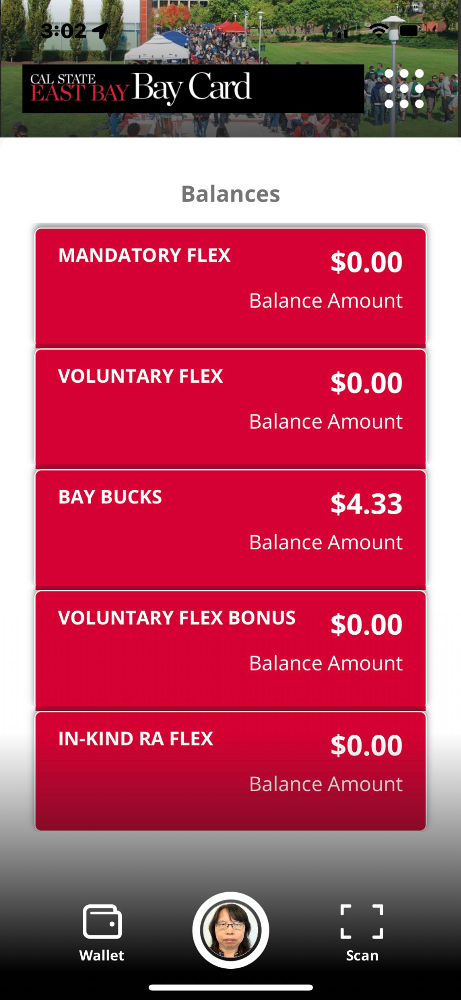 3:02
CAL STATE
EAST BAY Bay Card
Balances
MANDATORY FLEX
$0.00
Balance Amount
VOLUNTARY FLEX
$0.00
Balance Amount
BAY BUCKS
$4.33
Balance Amount
VOLUNTARY FLEX BONUS
$0.00
Balance Amount
IN-KIND RA FLEX
$0.00
Balance Amount
Wallet
Scan